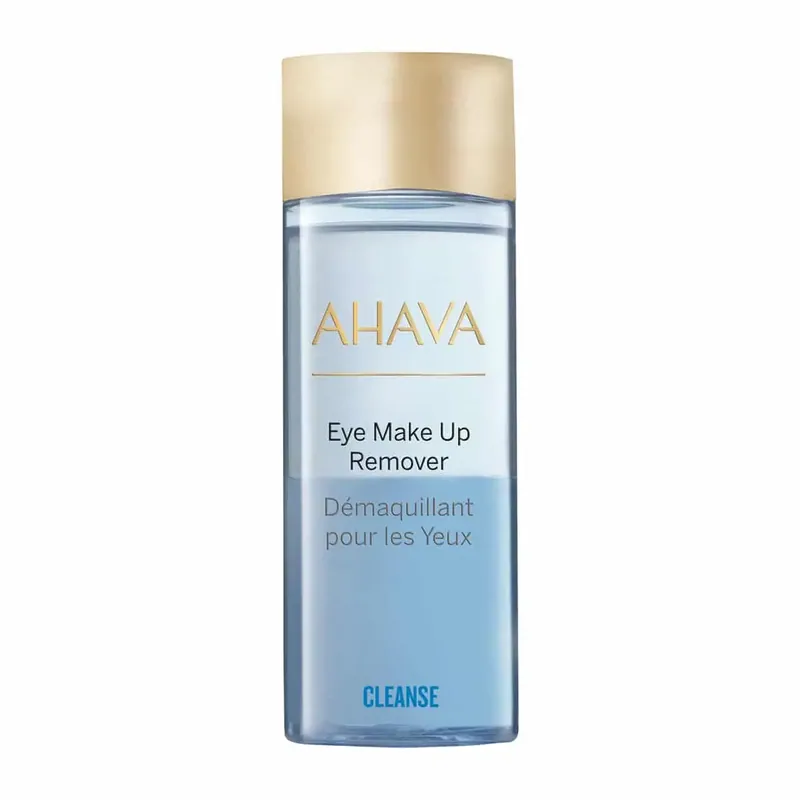 AHAVA
Eye Make Up
Remover
Démaquillant
pour les Yeux
CLEANSE